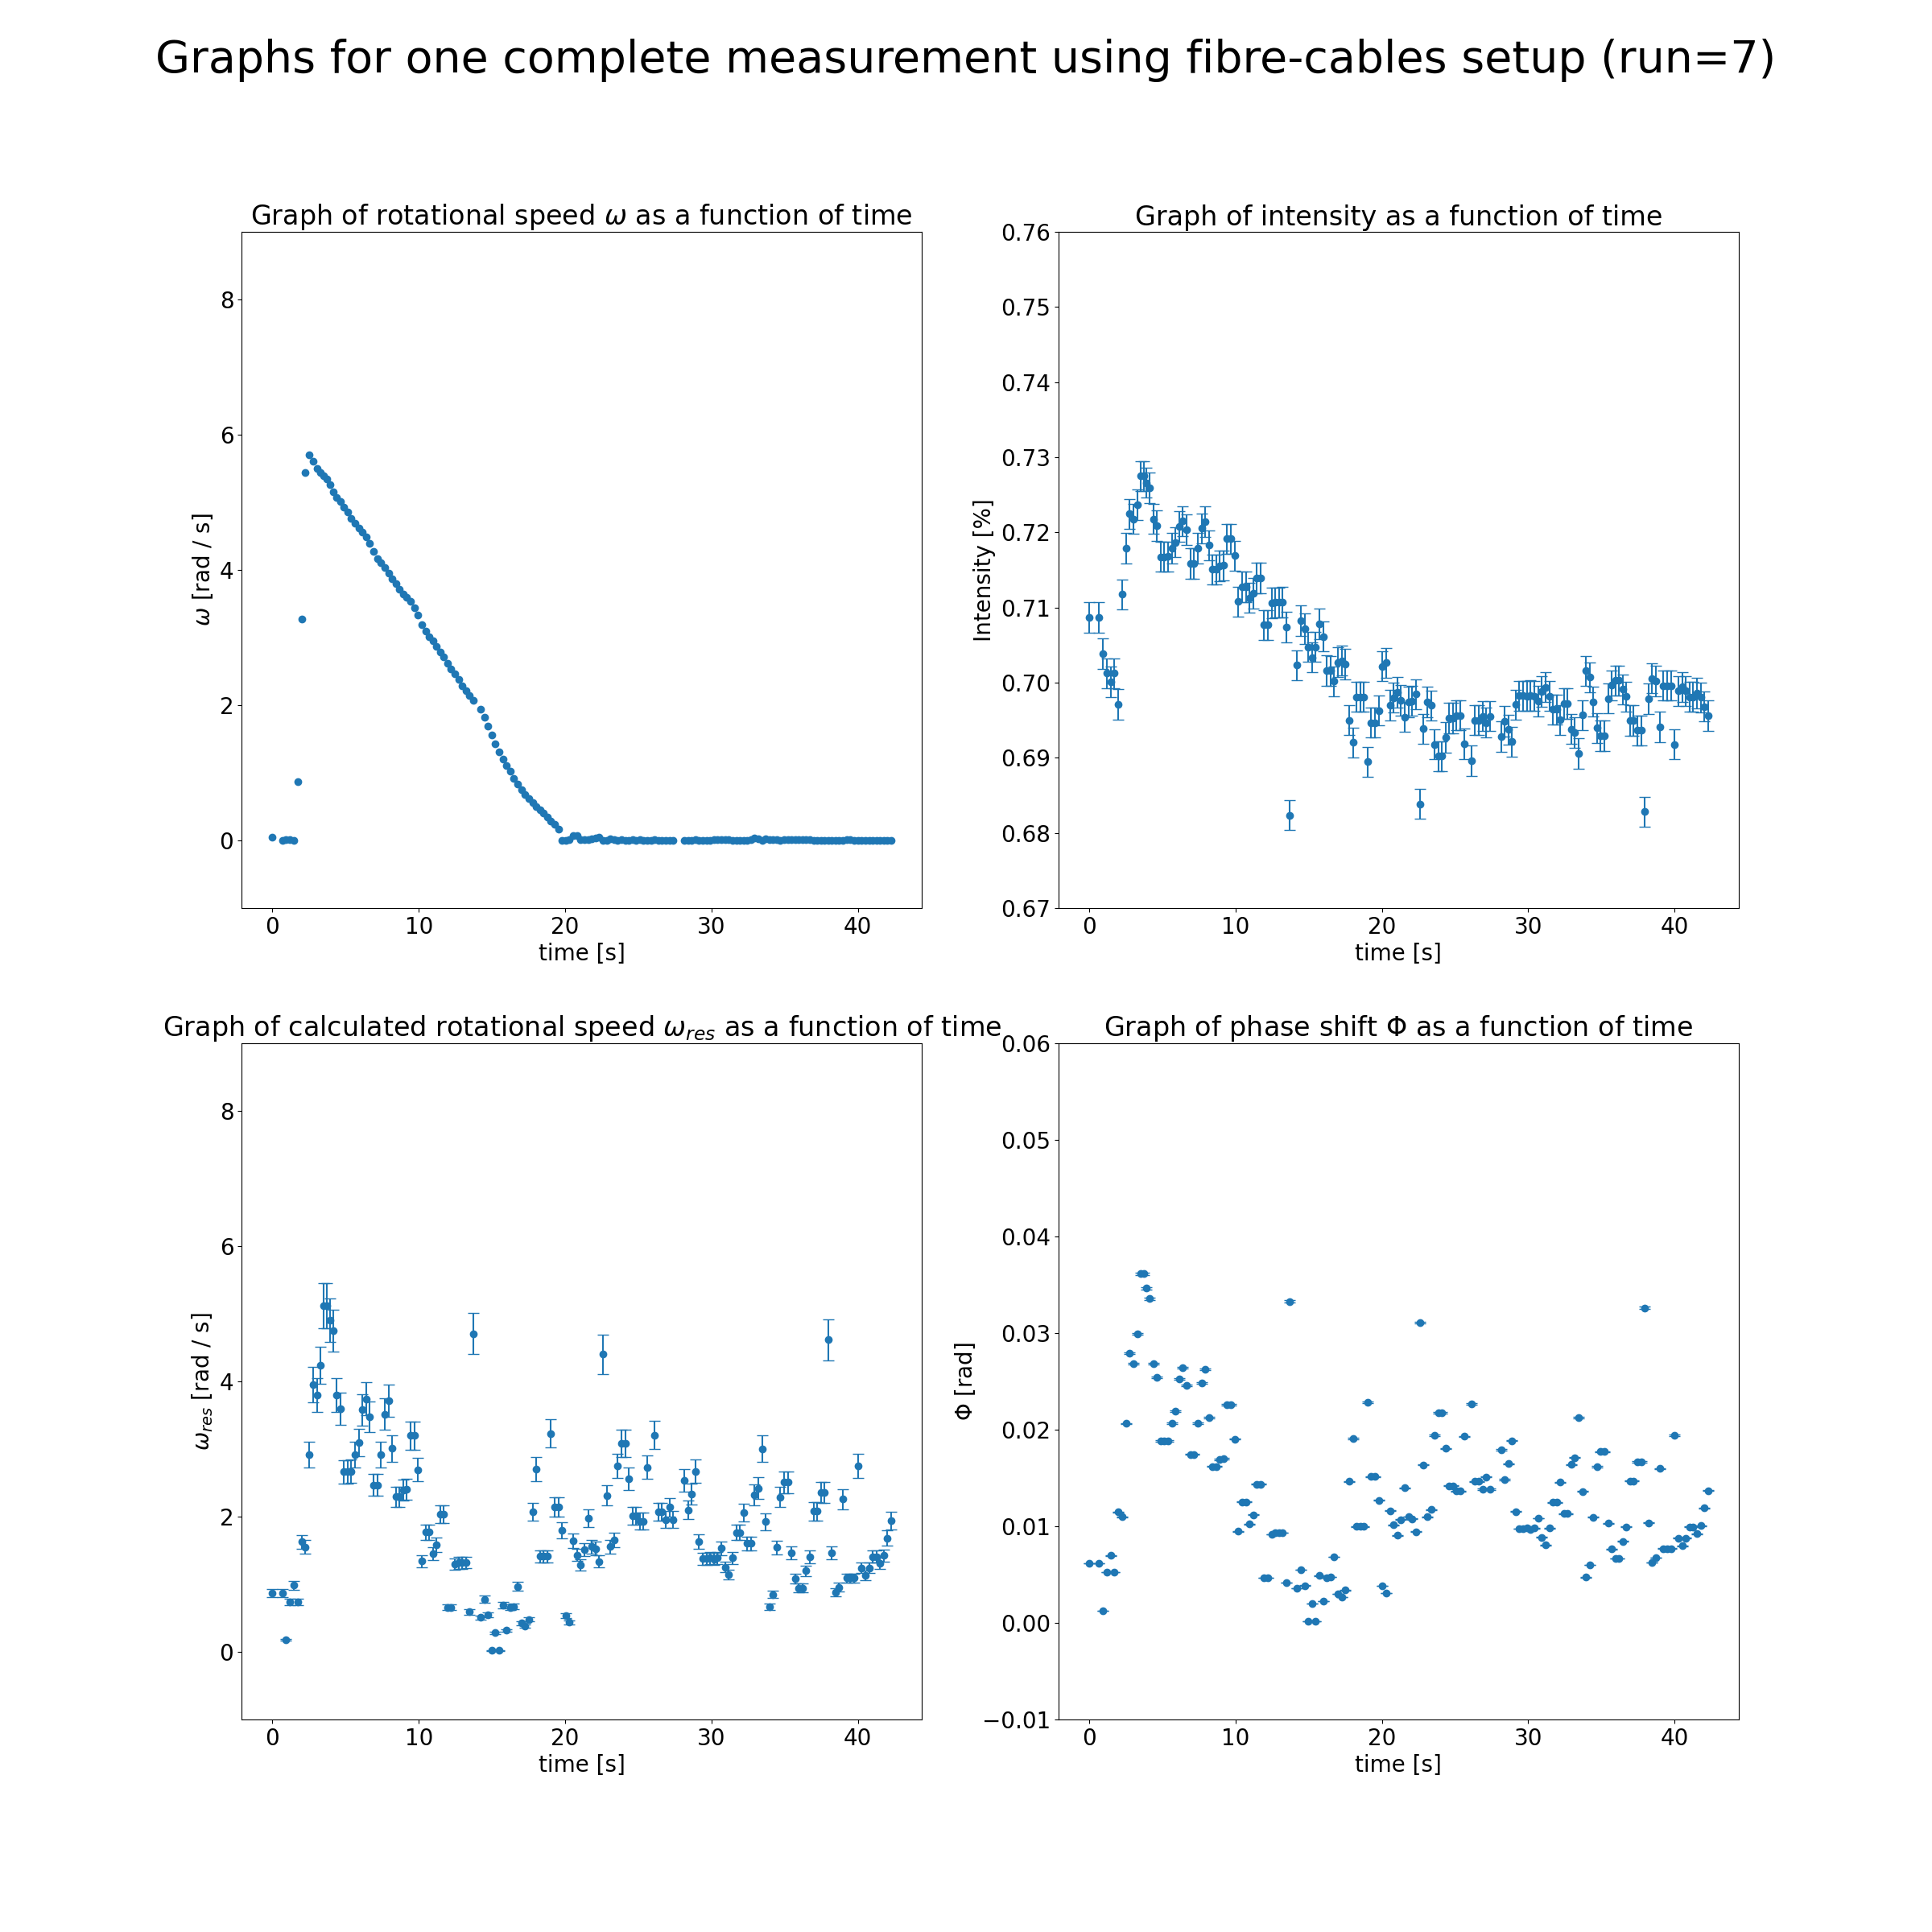 Graphs for one complete measurement using fibre-cables setup (run=7)
Graph of rotational speed ω as a function of time
8
6
4
2
0
ω [rad / s]
0 10 20 30 40
time [s]
Graph of intensity as a function of time
0.76
0.75
0.74
0.73
0.72
0.71
0.70
0.69
0.68
0.67
Intensity [%]
0 10 20 30 40
time [s]
Graph of calculated rotational speed ω_res as a function of time
8
6
4
2
0
ω_res [rad / s]
0 10 20 30 40
time [s]
Graph of phase shift Φ as a function of time
0.06
0.05
0.04
0.03
0.02
0.01
0.00
−0.01
Φ [rad]
0 10 20 30 40
time [s]